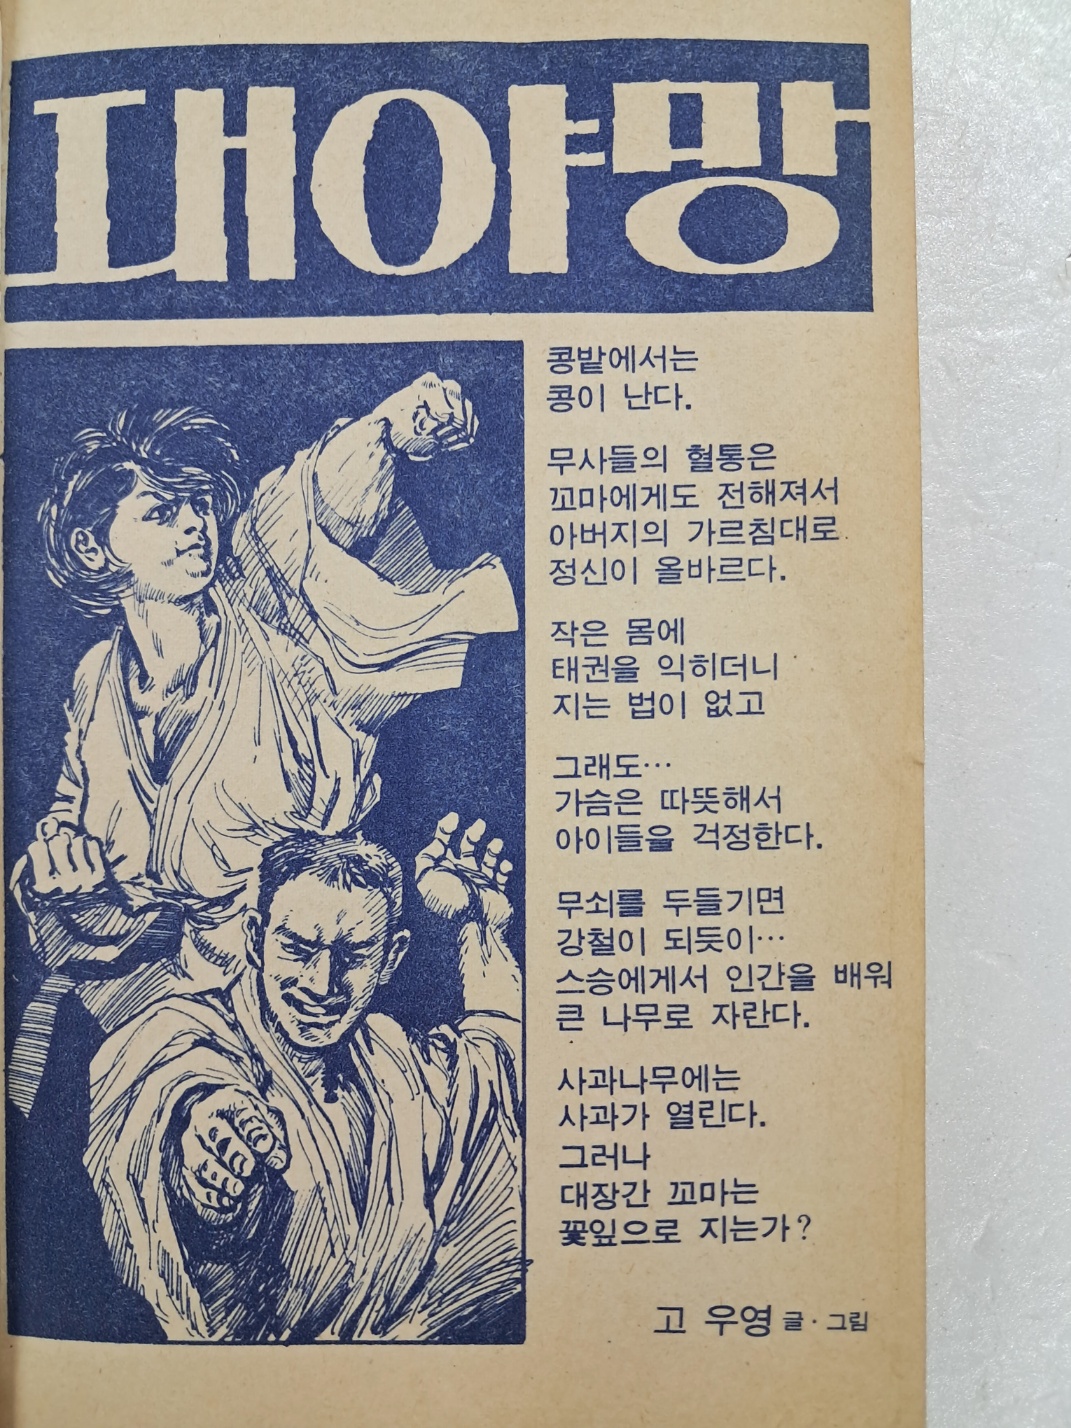 대야망
콩밭에서는
콩이 난다.
무사들의 혈통은
꼬마에게도 전해져서
아버지의 가르침대로
정신이 올바르다.
작은 몸에
태권을 익히더니
지는 법이 없고
그래도…
가슴은 따뜻해서
아이들을 걱정한다.
무쇠를 두들기면
강철이 되듯이…
스승에게서 인간을 배워
큰 나무로 자란다.
사과나무에는
사과가 열린다.
그러나
대장간 꼬마는
꽃잎으로 지는가?
고 우영 글·그림